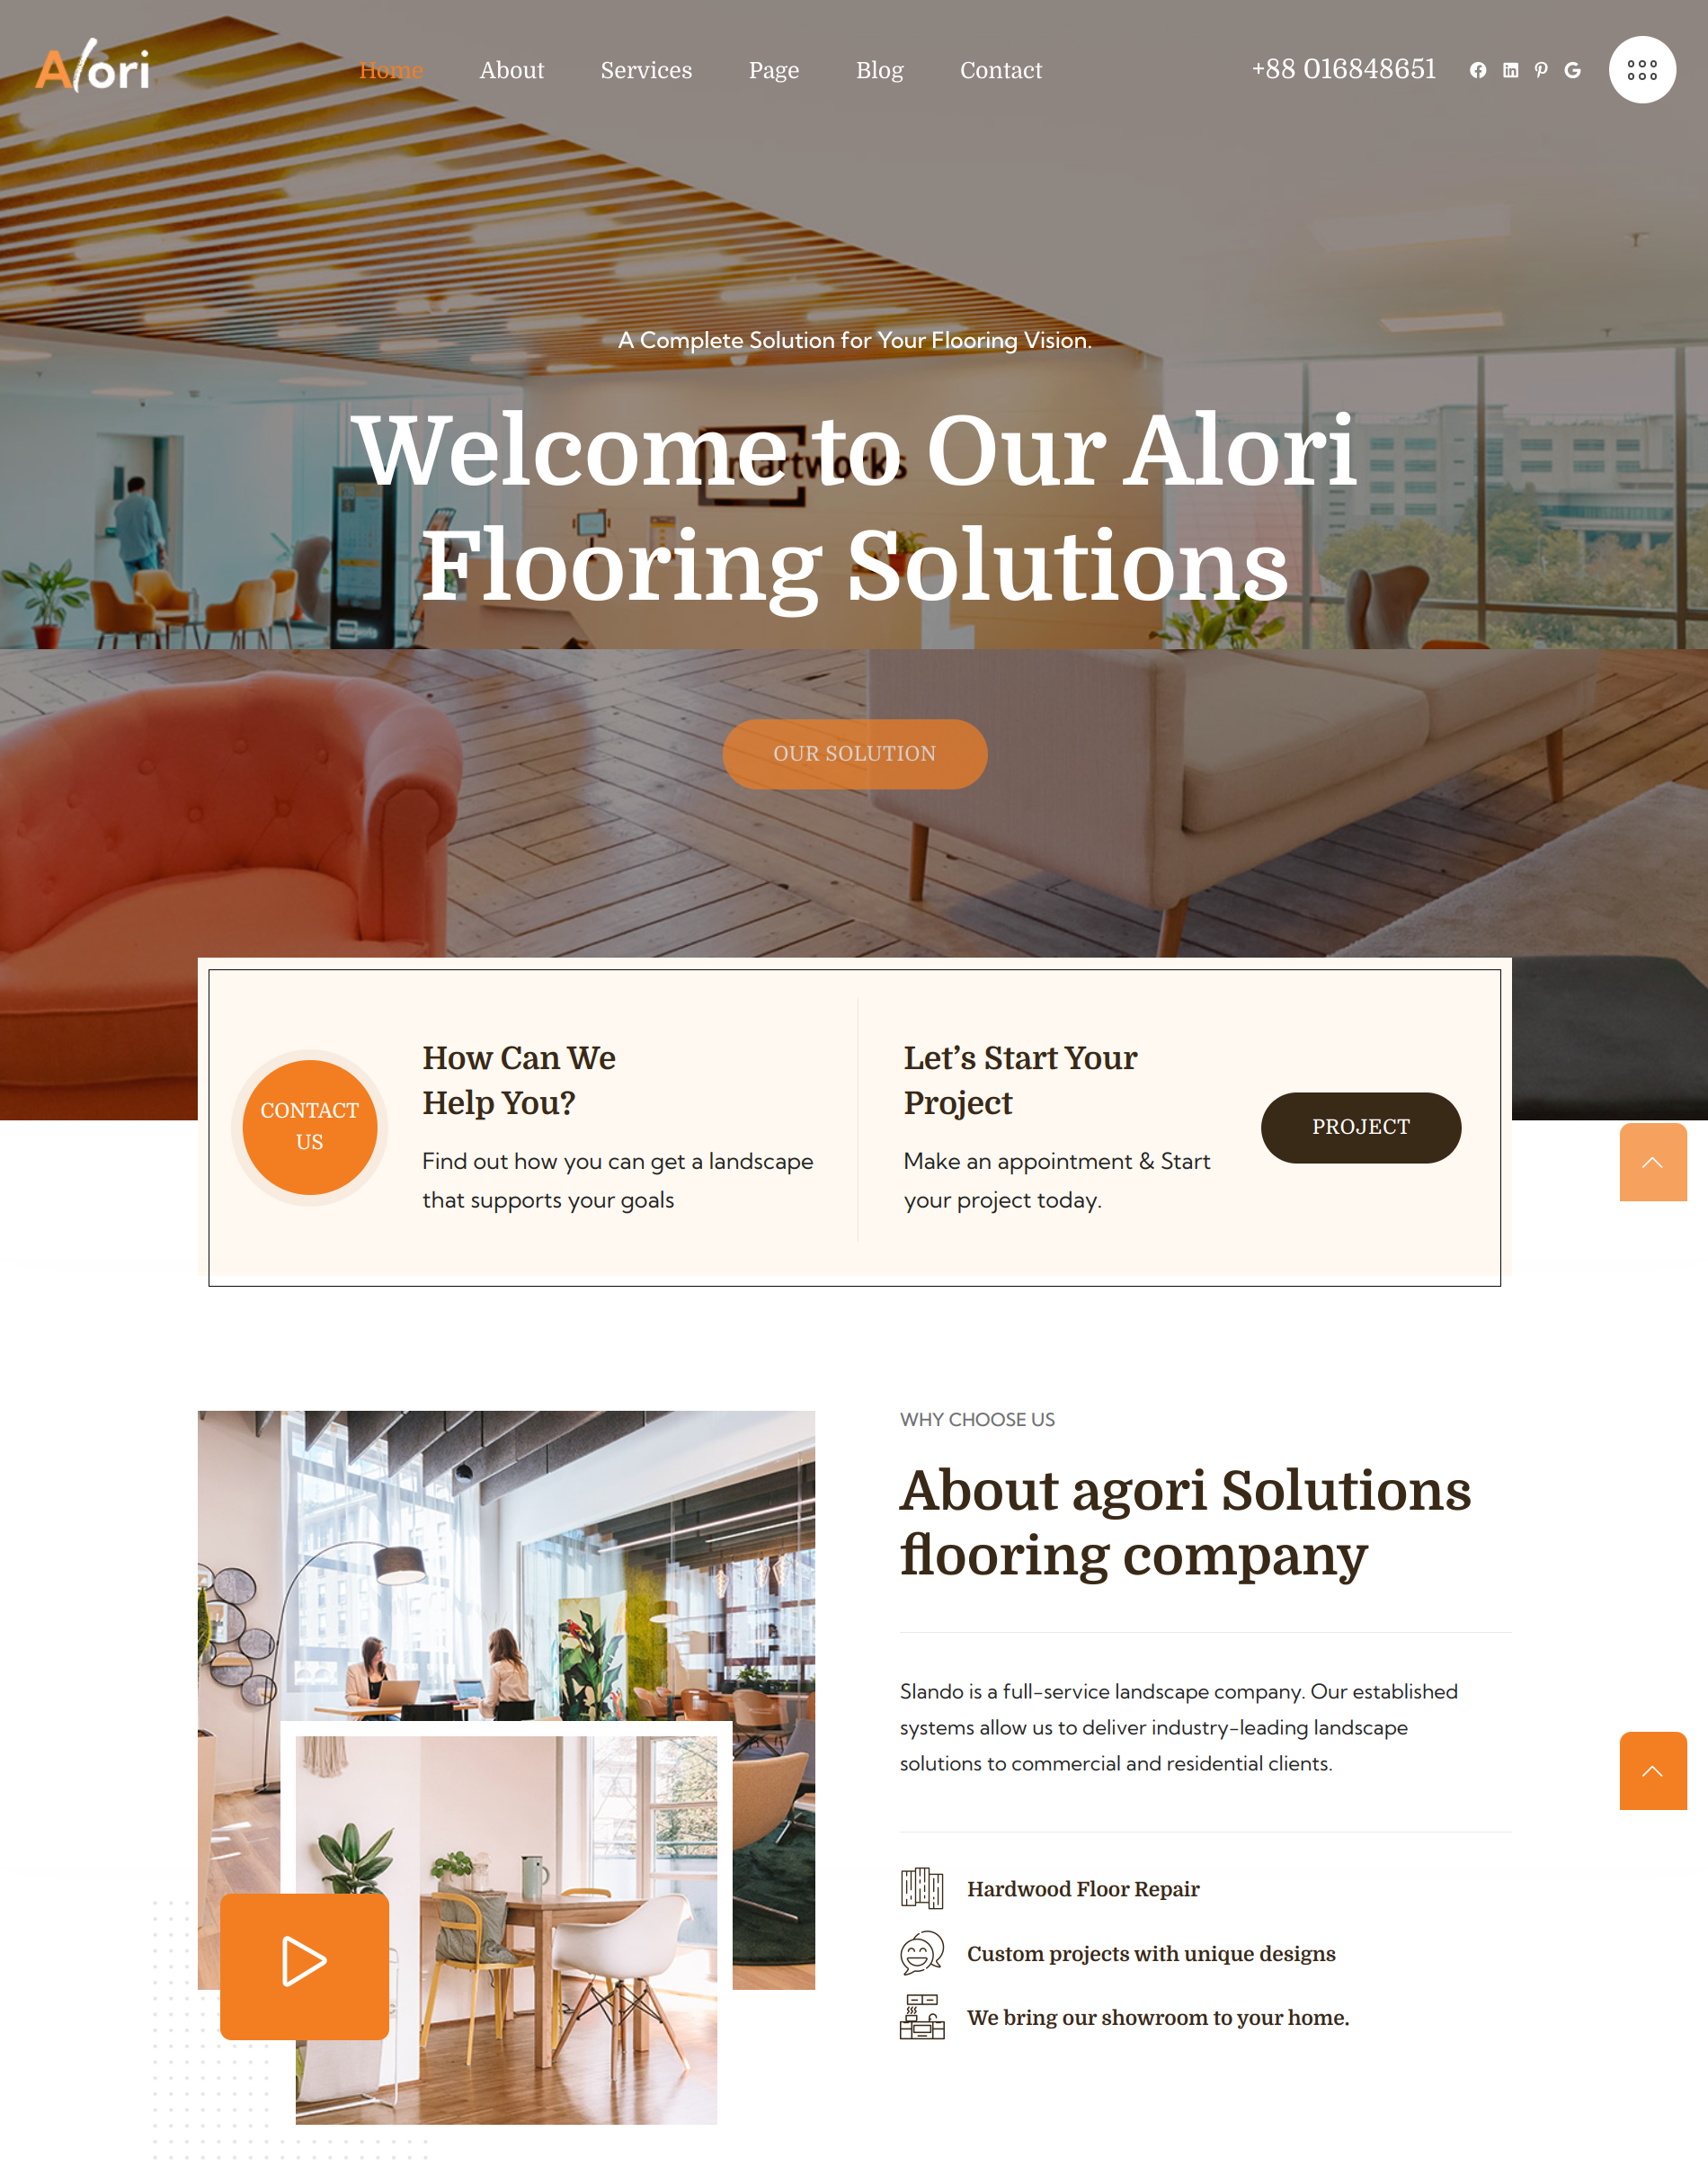 Alori
Home About Services Page Blog Contact +88 016848651
A Complete Solution for Your Flooring Vision.
smartworks
Welcome to Our Alori
Flooring Solutions
OUR SOLUTION
CONTACT
US
How Can We
Help You?
Find out how you can get a landscape
that supports your goals
Let’s Start Your
Project
Make an appointment & Start
your project today.
PROJECT
WHY CHOOSE US
About agori Solutions
flooring company
Slando is a full-service landscape company. Our established
systems allow us to deliver industry-leading landscape
solutions to commercial and residential clients.
Hardwood Floor Repair
Custom projects with unique designs
We bring our showroom to your home.